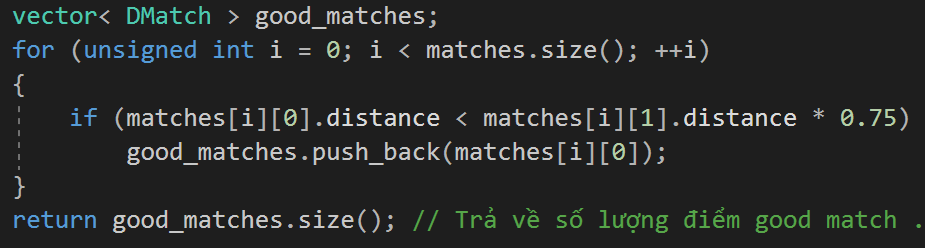 vector< DMatch > good_matches;
for (unsigned int i = 0; i < matches.size(); ++i)
{
if (matches[i][0].distance < matches[i][1].distance * 0.75)
good_matches.push_back(matches[i][0]);
}
return good_matches.size(); // Trả về số lượng điểm good match .